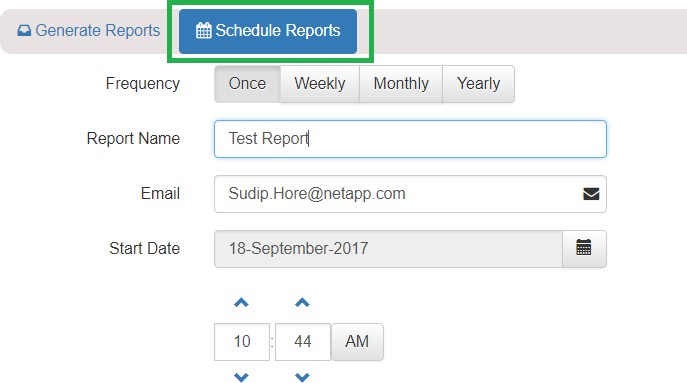 Generate Reports Schedule Reports
Frequency Once Weekly Monthly Yearly
Report Name Test Report
Email Sudip.Hore@netapp.com
Start Date 18-September-2017
10 : 44 AM